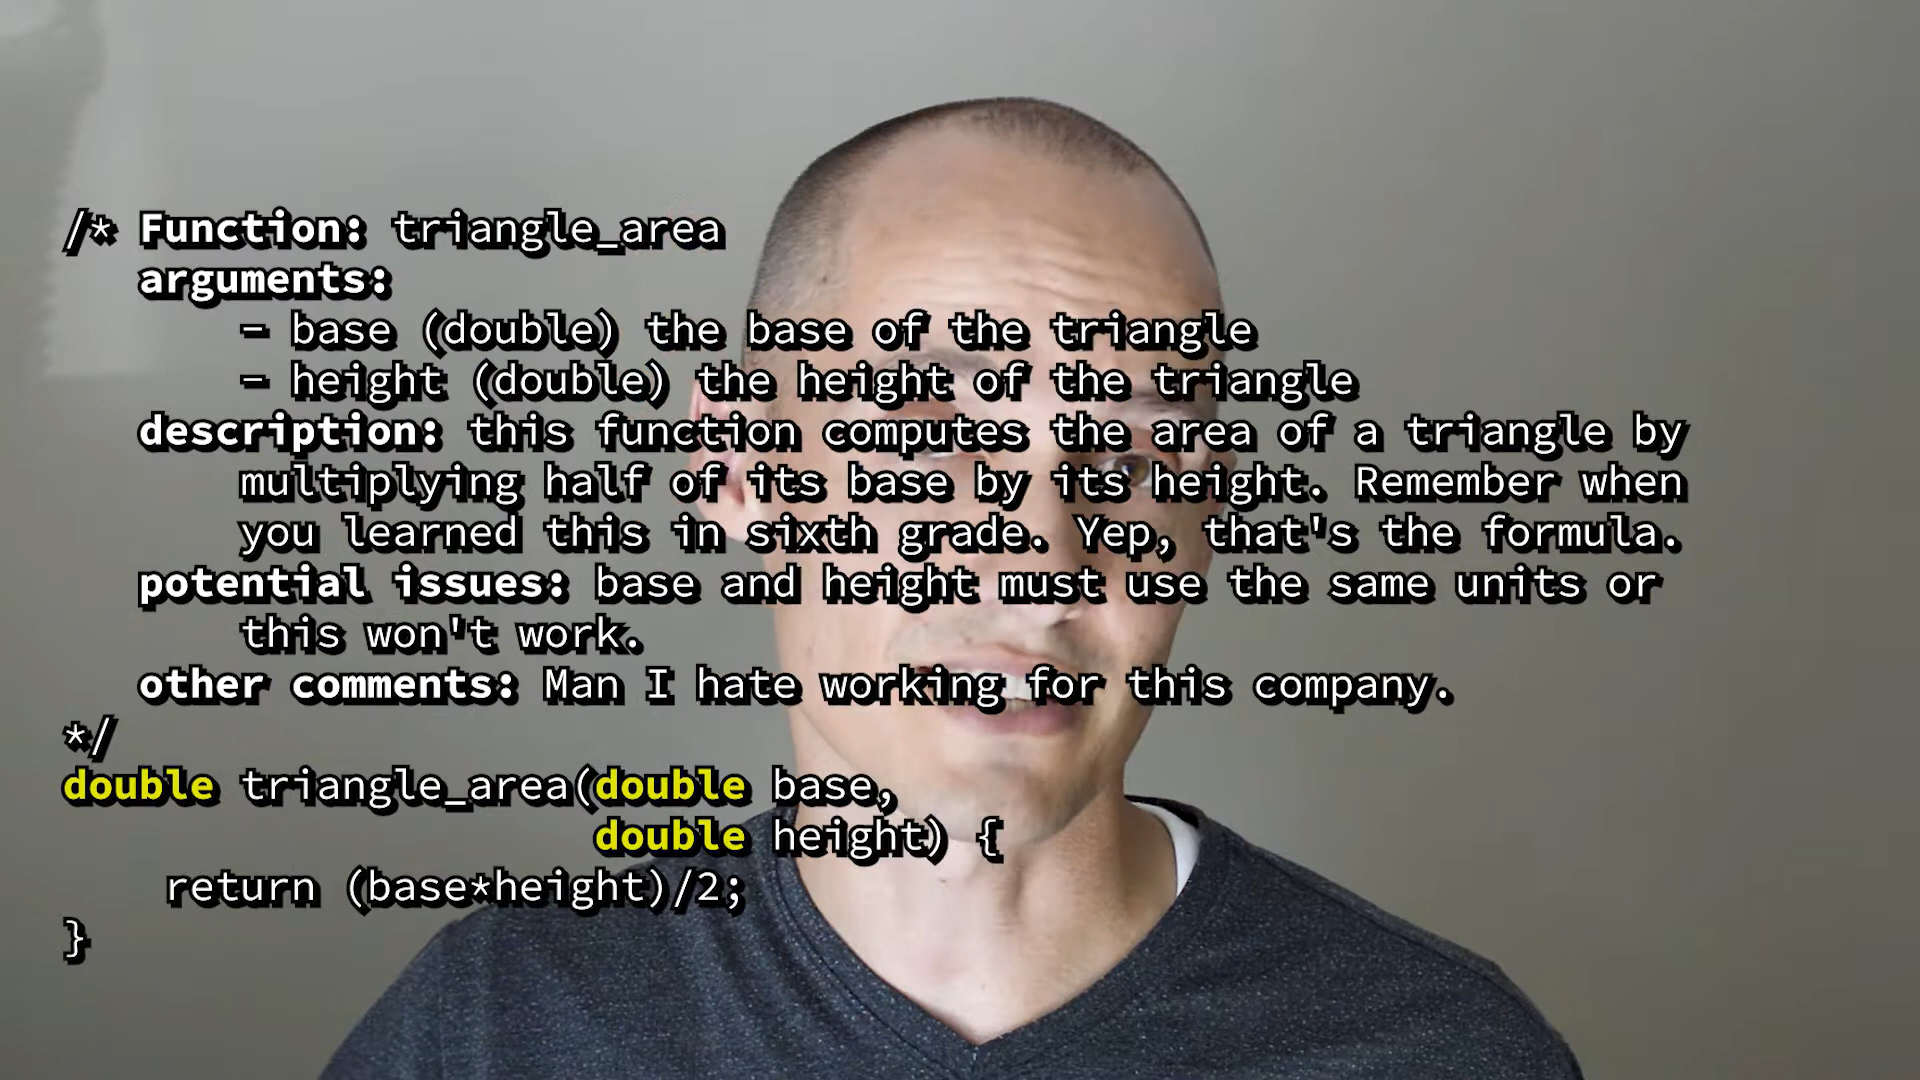 /* Function: triangle_area
arguments:
- base (double) the base of the triangle
- height (double) the height of the triangle
description: this function computes the area of a triangle by
multiplying half of its base by its height. Remember when
you learned this in sixth grade. Yep, that's the formula.
potential issues: base and height must use the same units or
this won't work.
other comments: Man I hate working for this company.
*/
double triangle_area(double base,
double height) {
return (base*height)/2;
}